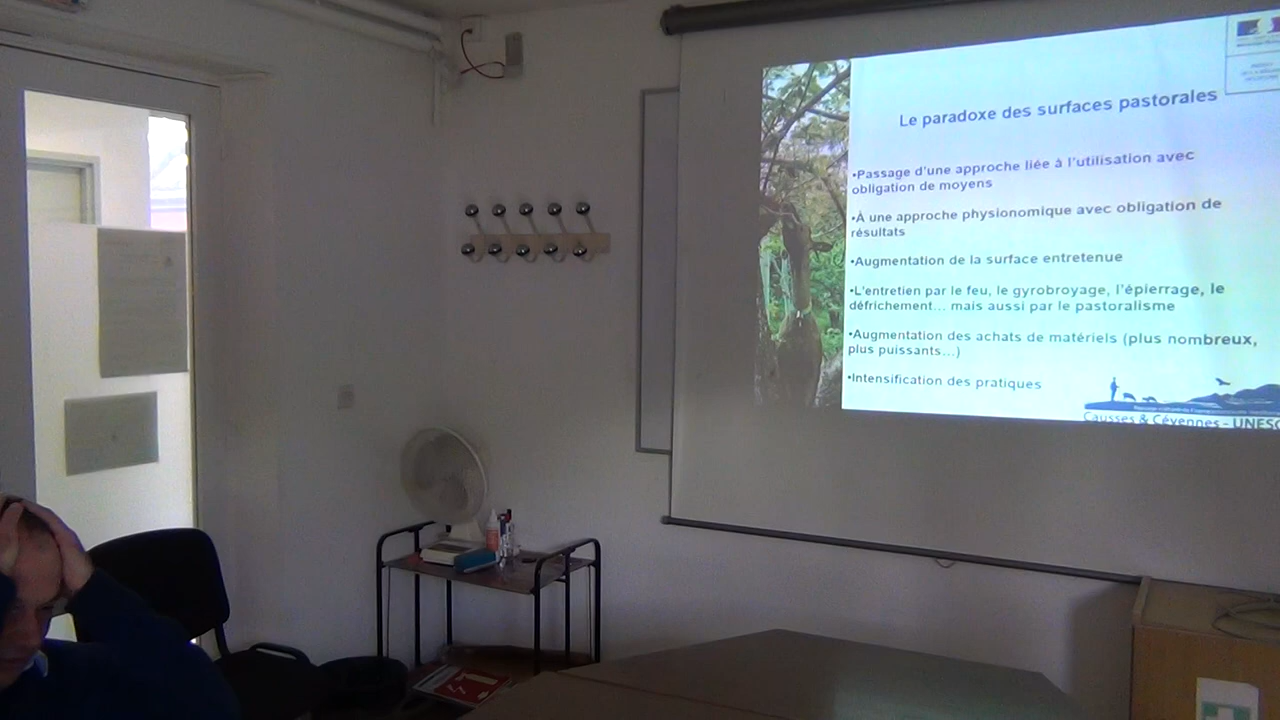 Le paradoxe des surfaces pastorales
•Passage d'une approche liée à l'utilisation avec
obligation de moyens
•À une approche physionomique avec obligation de
résultats
•Augmentation de la surface entretenue
•L'entretien par le feu, le gyrobroyage, l'épierrage, le
défrichement... mais aussi par le pastoralisme
•Augmentation des achats de matériels (plus nombreux,
plus puissants...)
•Intensification des pratiques
Causses & Cévennes - UNESC